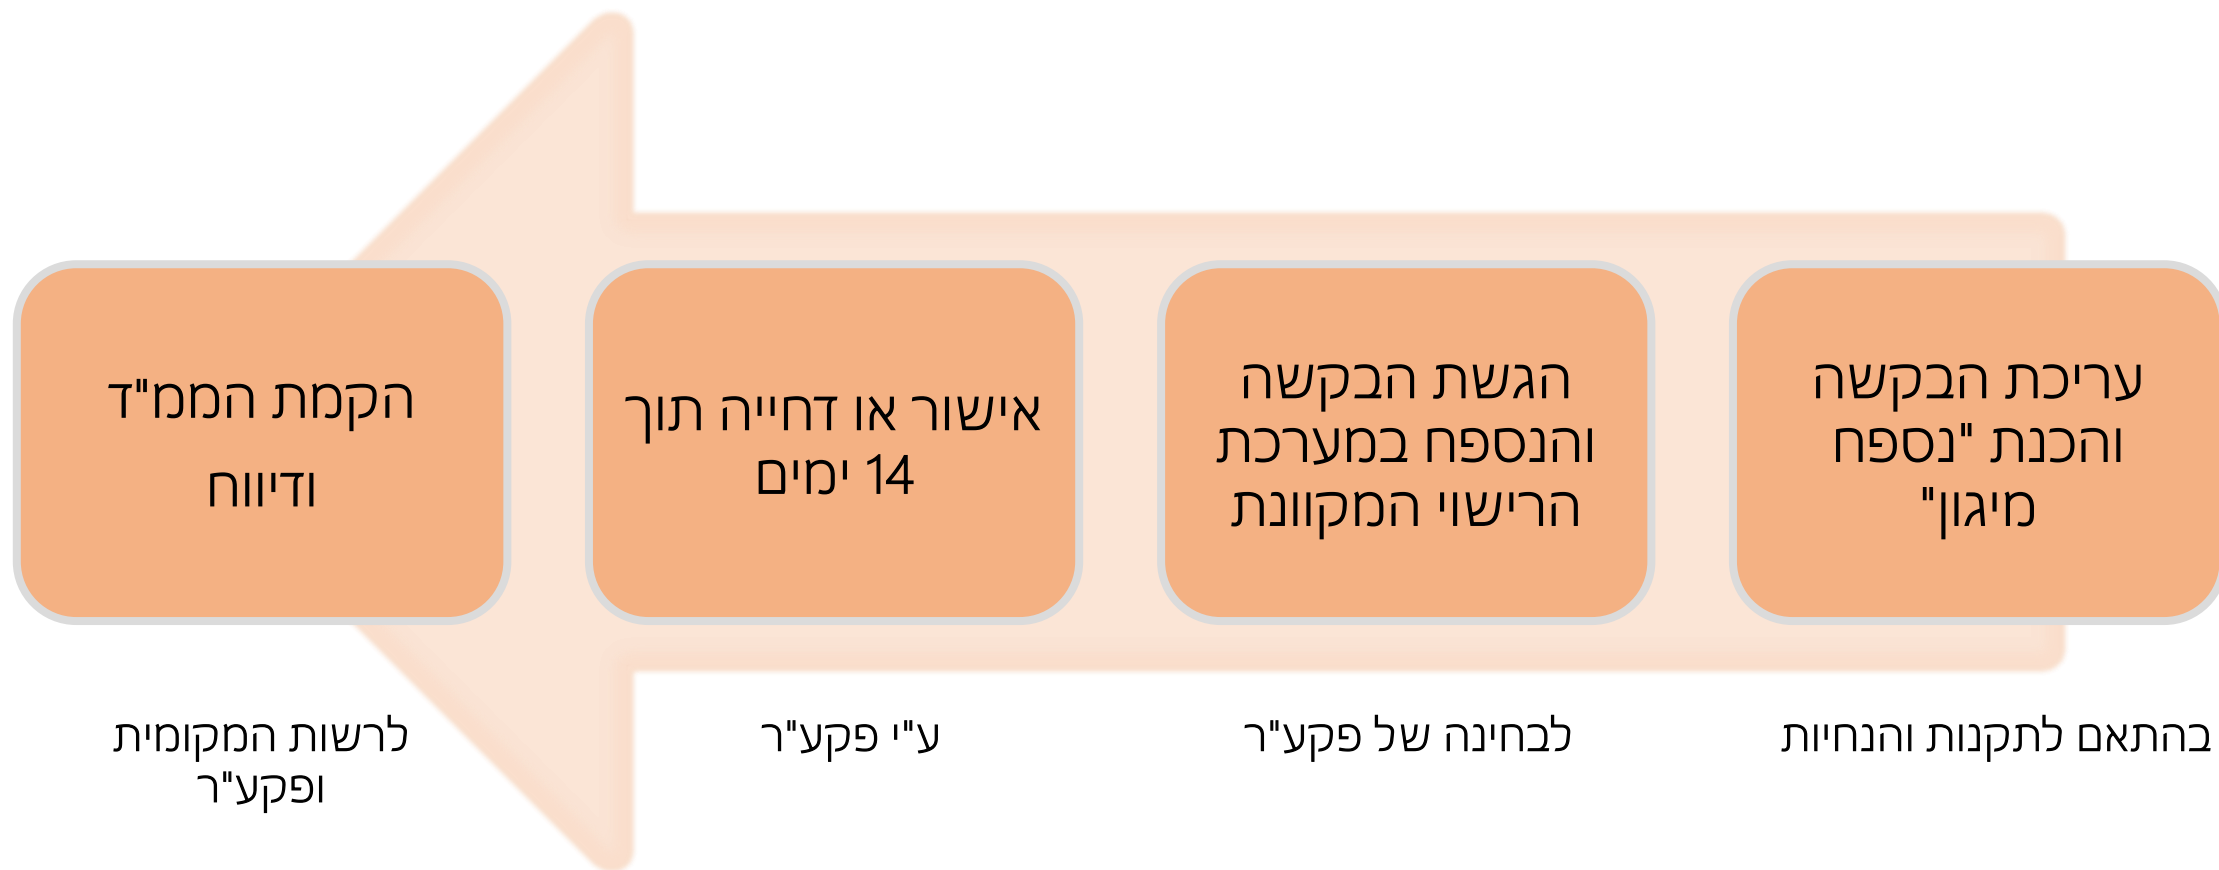 עריכת הבקשה
והכנת "נספח
מיגון"
בהתאם לתקנות והנחיות
הגשת הבקשה
והנספח במערכת
הרישוי המקוונת
לבחינה של פקע"ר
אישור או דחייה תוך
14 ימים
ע"י פקע"ר
הקמת הממ"ד
ודיווח
לרשות המקומית
ופקע"ר